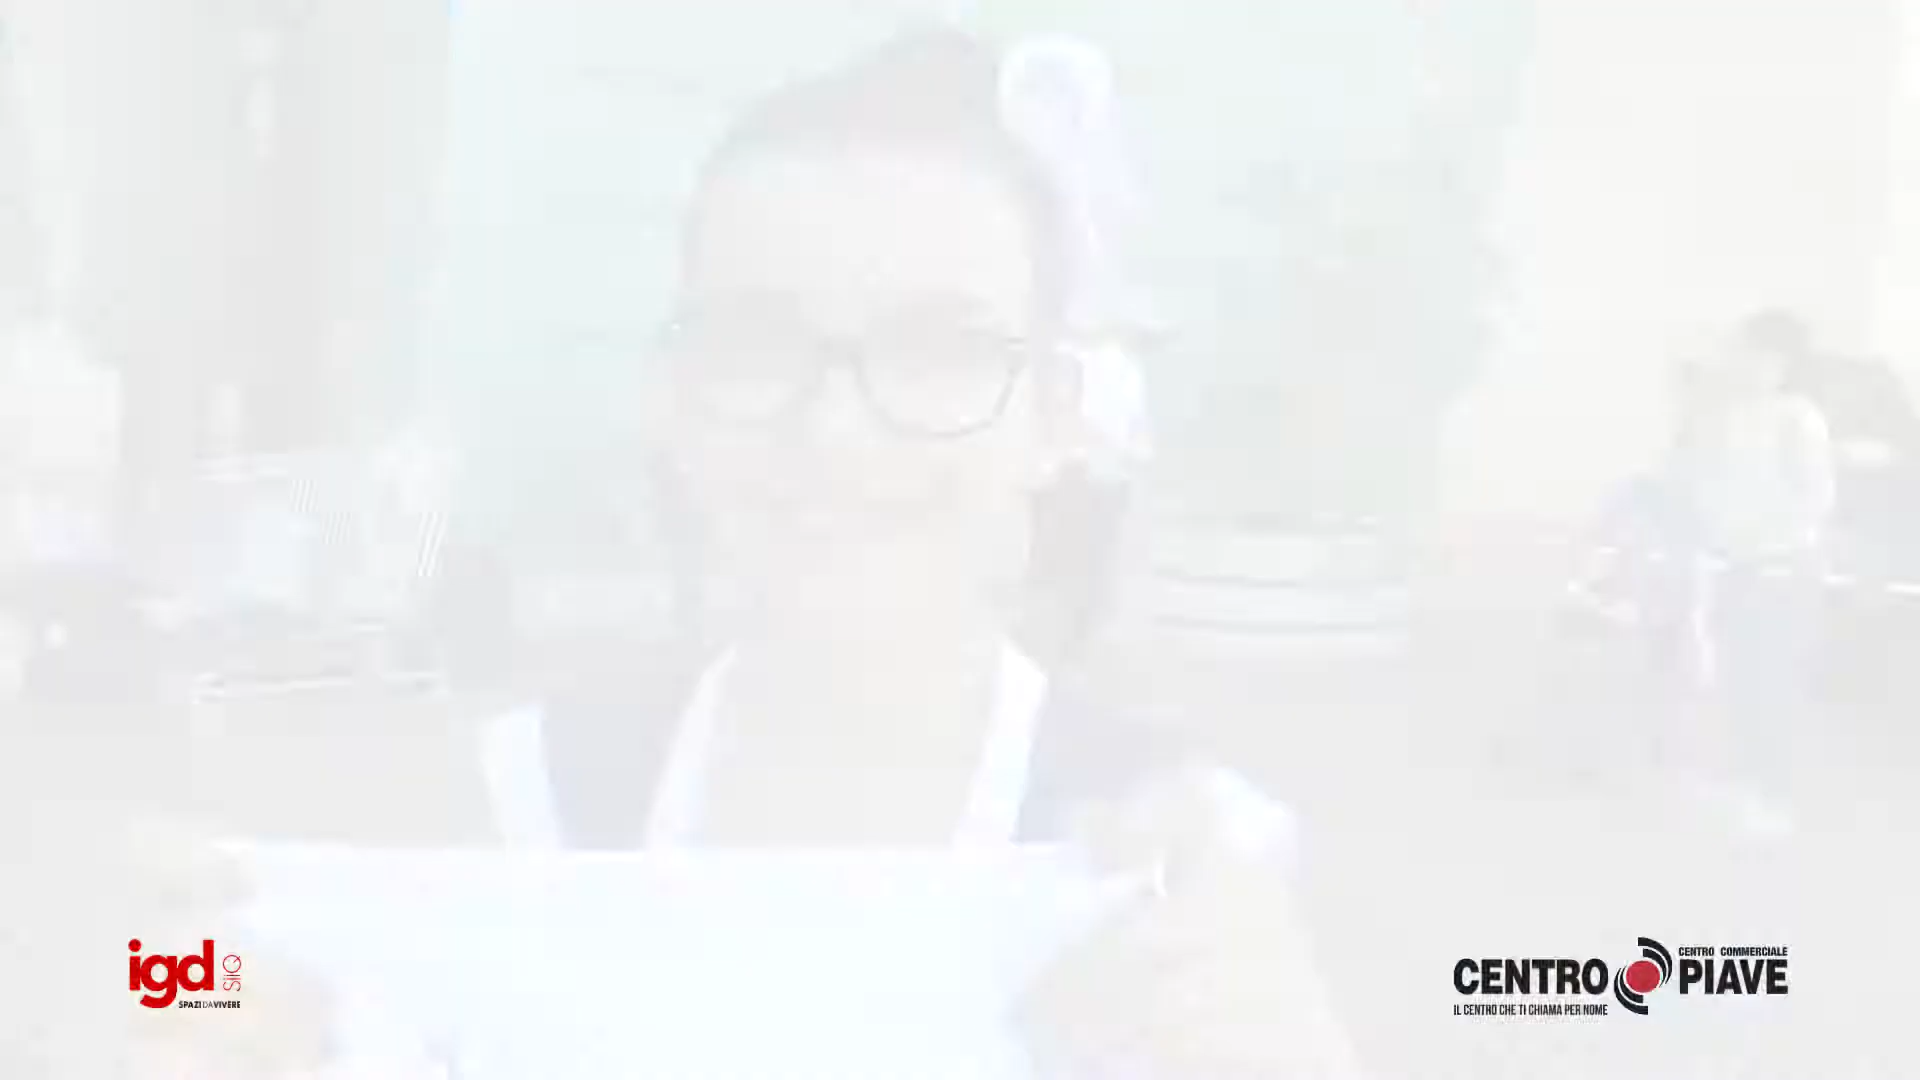 igd SIIQ
SPAZI DA VIVERE
CENTRO COMMERCIALE
CENTRO PIAVE
IL CENTRO CHE TI CHIAMA PER NOME